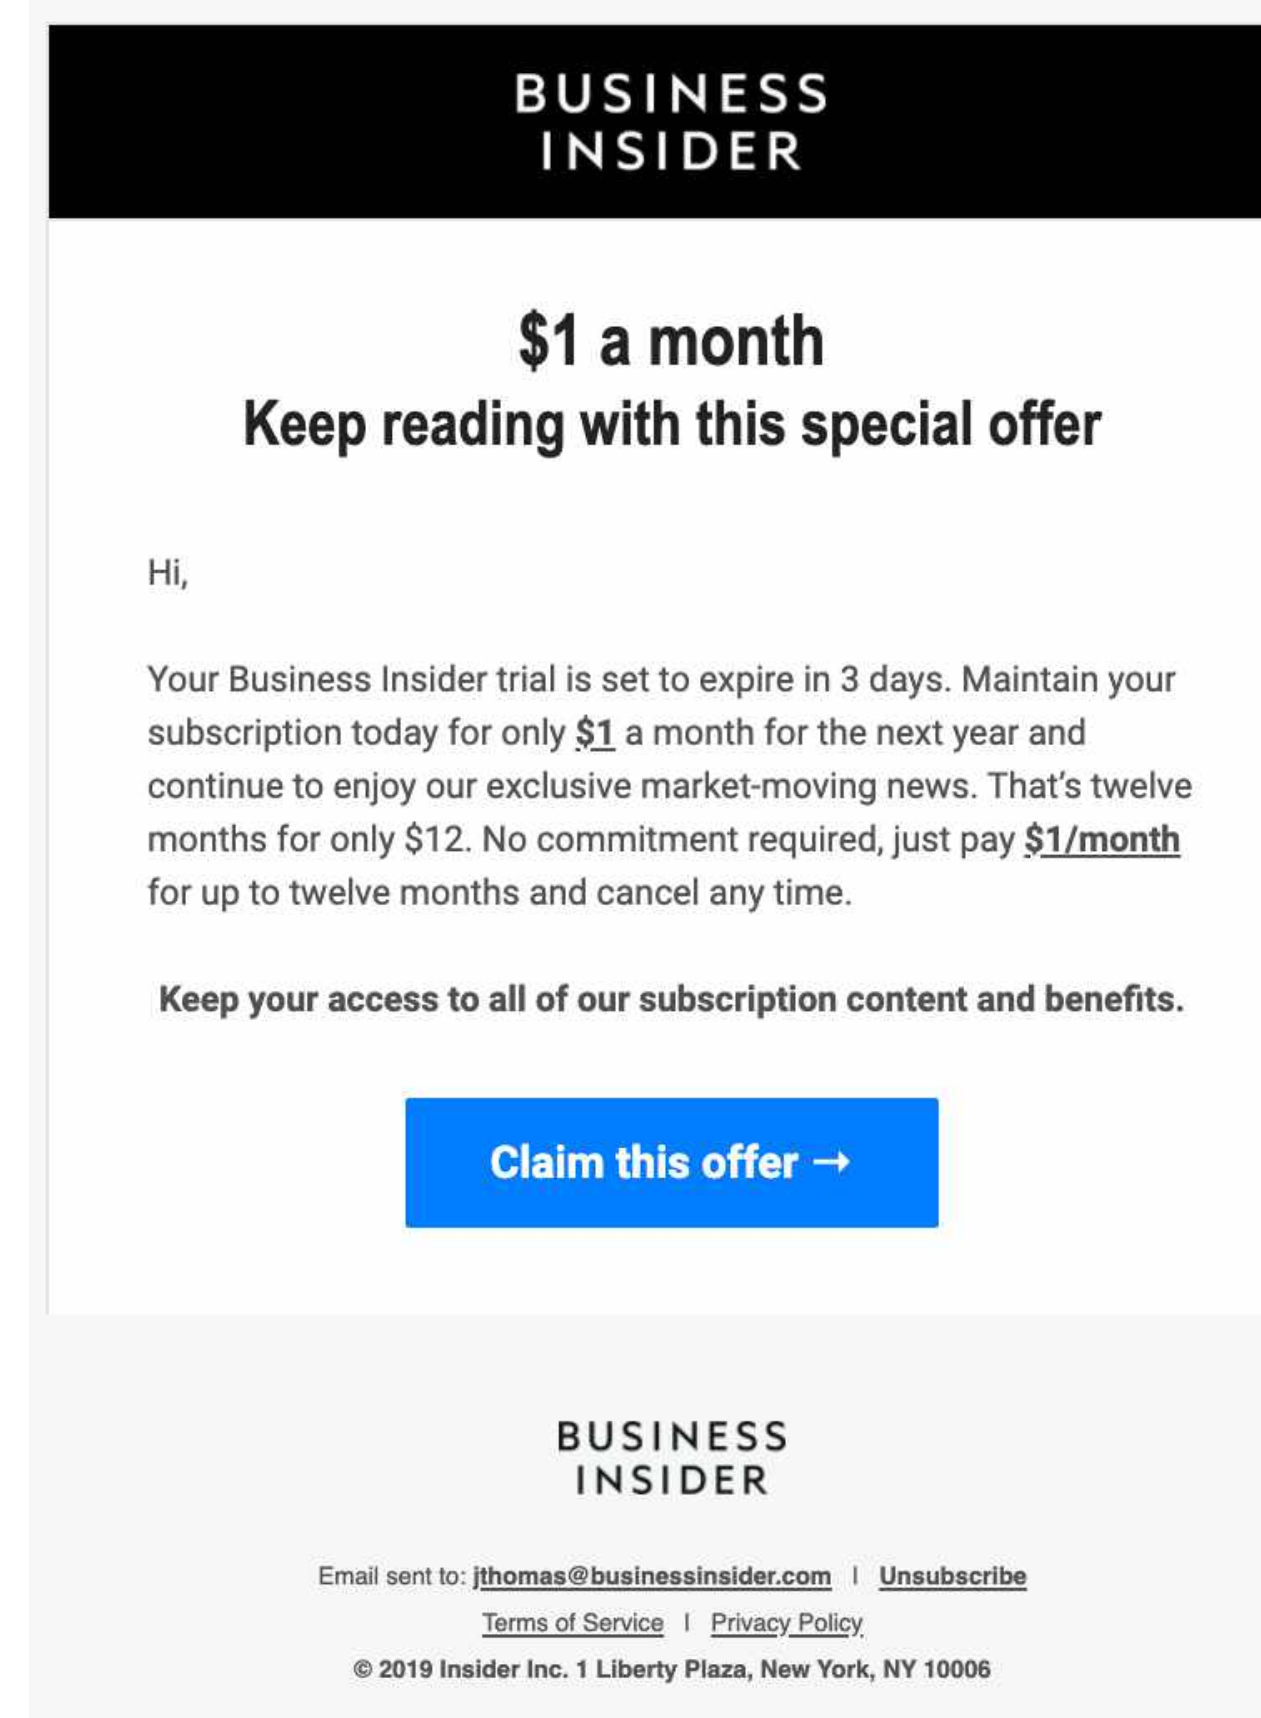 BUSINESS
INSIDER
$1 a month
Keep reading with this special offer
Hi,
Your Business Insider trial is set to expire in 3 days. Maintain your
subscription today for only $1 a month for the next year and
continue to enjoy our exclusive market-moving news. That's twelve
months for only $12. No commitment required, just pay $1/month
for up to twelve months and cancel any time.
Keep your access to all of our subscription content and benefits.
Claim this offer →
BUSINESS
INSIDER
Email sent to: jthomas@businessinsider.com | Unsubscribe
Terms of Service | Privacy Policy
© 2019 Insider Inc. 1 Liberty Plaza, New York, NY 10006